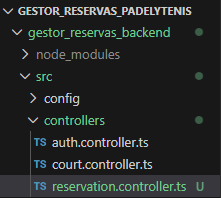 GESTOR_RESERVAS_PADELYTENIS
gestor_reservas_backend
node_modules
src
config
controllers
TS auth.controller.ts
TS court.controller.ts
TS reservation.controller.ts U